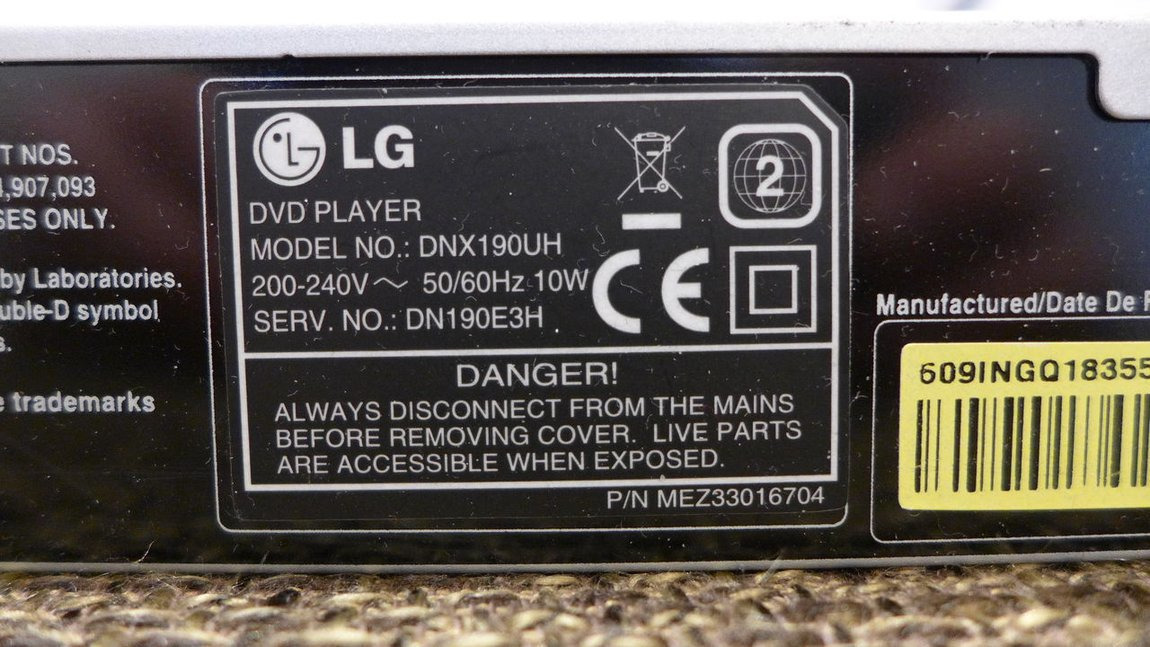 T NOS.
,907,093
SES ONLY.
by Laboratories.
uble-D symbol
s.
e trademarks
LG
2
DVD PLAYER
MODEL NO.: DNX190UH
200-240V～ 50/60Hz 10W
CE
SERV. NO.: DN190E3H
DANGER!
ALWAYS DISCONNECT FROM THE MAINS
BEFORE REMOVING COVER. LIVE PARTS
ARE ACCESSIBLE WHEN EXPOSED.
P/N MEZ33016704
Manufactured/Date De
609INGQ18355